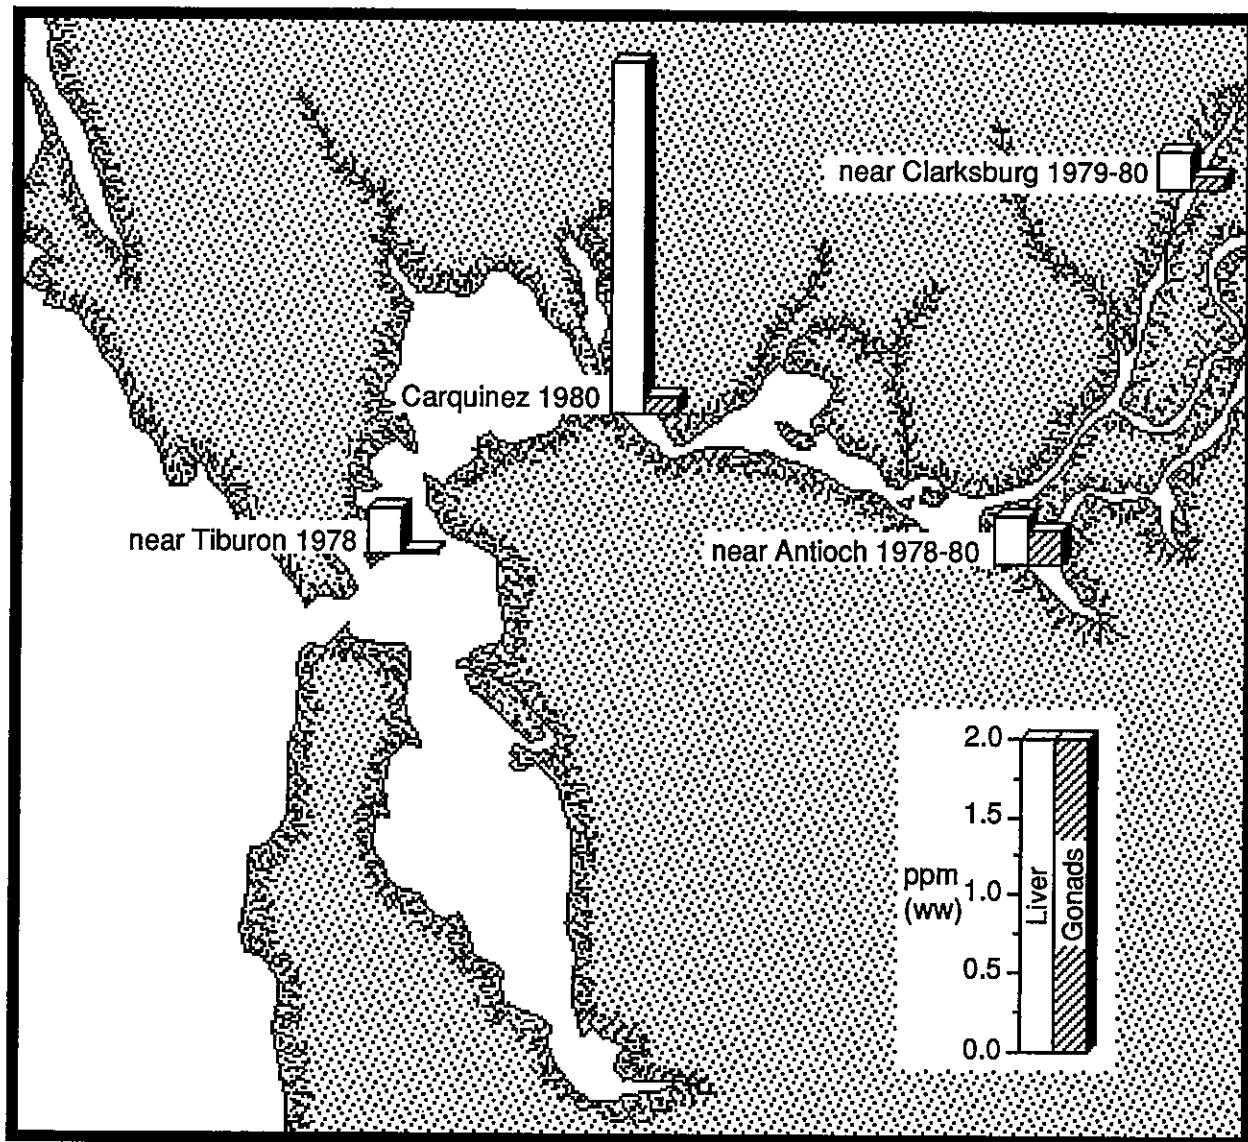 near Clarksburg 1979-80
Carquinez 1980
near Tiburon 1978
near Antioch 1978-80
2.0
1.5
ppm
1.0
(ww)
0.5
0.0
Liver
Gonads